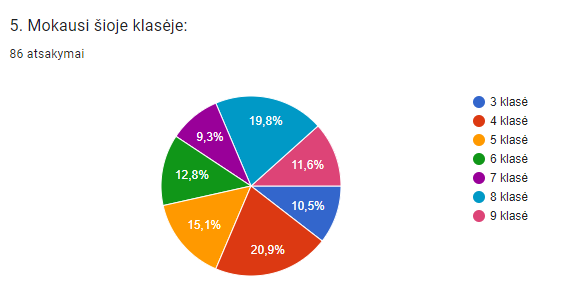 5. Mokausi šioje klasėje:
86 atsakymai
19,8%
9,3%
11,6%
12,8%
10,5%
15,1%
20,9%
3 klasė
4 klasė
5 klasė
6 klasė
7 klasė
8 klasė
9 klasė